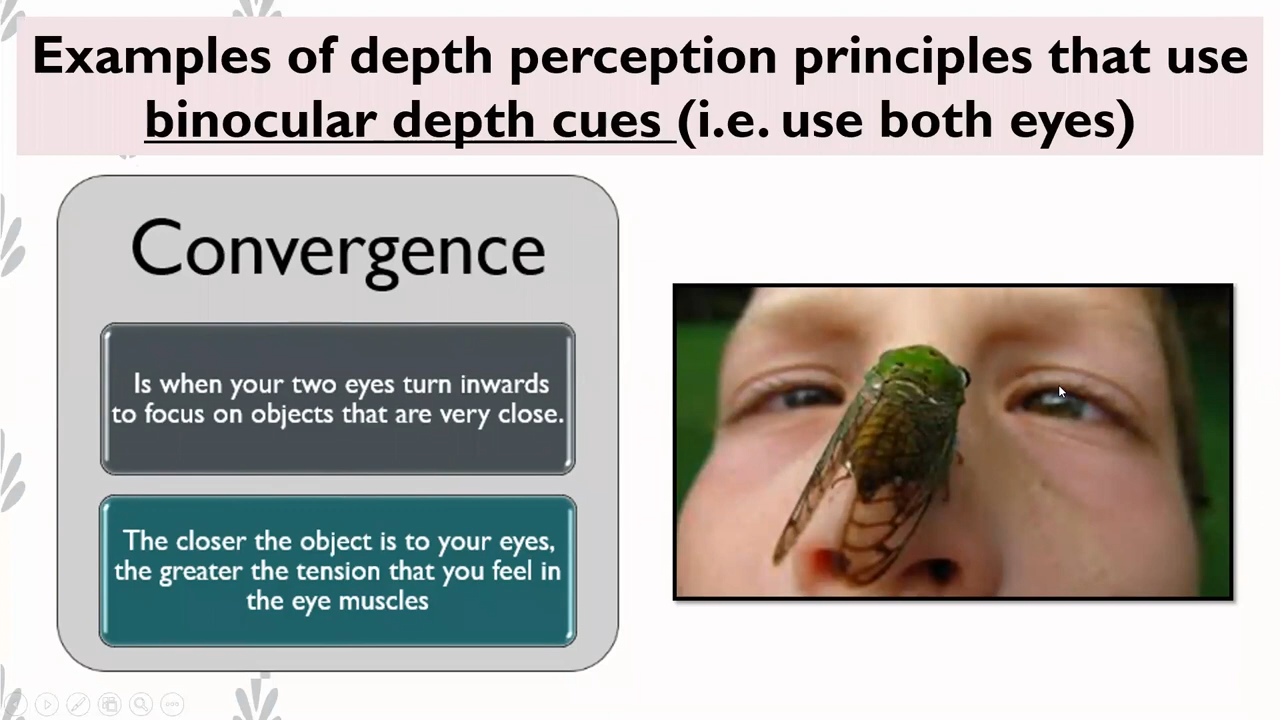 Examples of depth perception principles that use
binocular depth cues (i.e. use both eyes)
Convergence
Is when your two eyes turn inwards
to focus on objects that are very close.
The closer the object is to your eyes,
the greater the tension that you feel in
the eye muscles